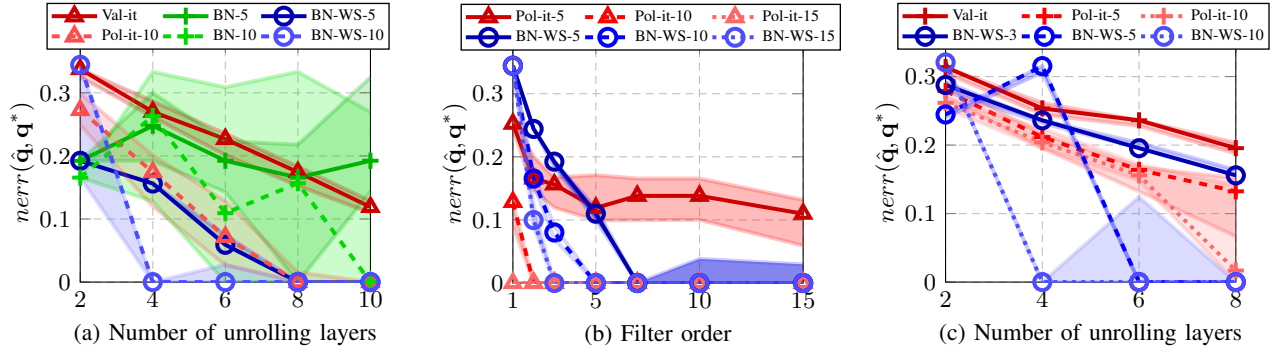 Val-it BN-5 BN-WS-5
Pol-it-10 BN-10 BN-WS-10
nerr(q̂, q*)
0.3
0.2
0.1
0
2 4 6 8 10
(a) Number of unrolling layers
Pol-it-5 Pol-it-10 Pol-it-15
BN-WS-5 BN-WS-10 BN-WS-15
nerr(q̂, q*)
0.3
0.2
0.1
0
1 5 10 15
(b) Filter order
Val-it Pol-it-5 Pol-it-10
BN-WS-3 BN-WS-5 BN-WS-10
nerr(q̂, q*)
0.3
0.2
0.1
0
2 4 6 8
(c) Number of unrolling layers